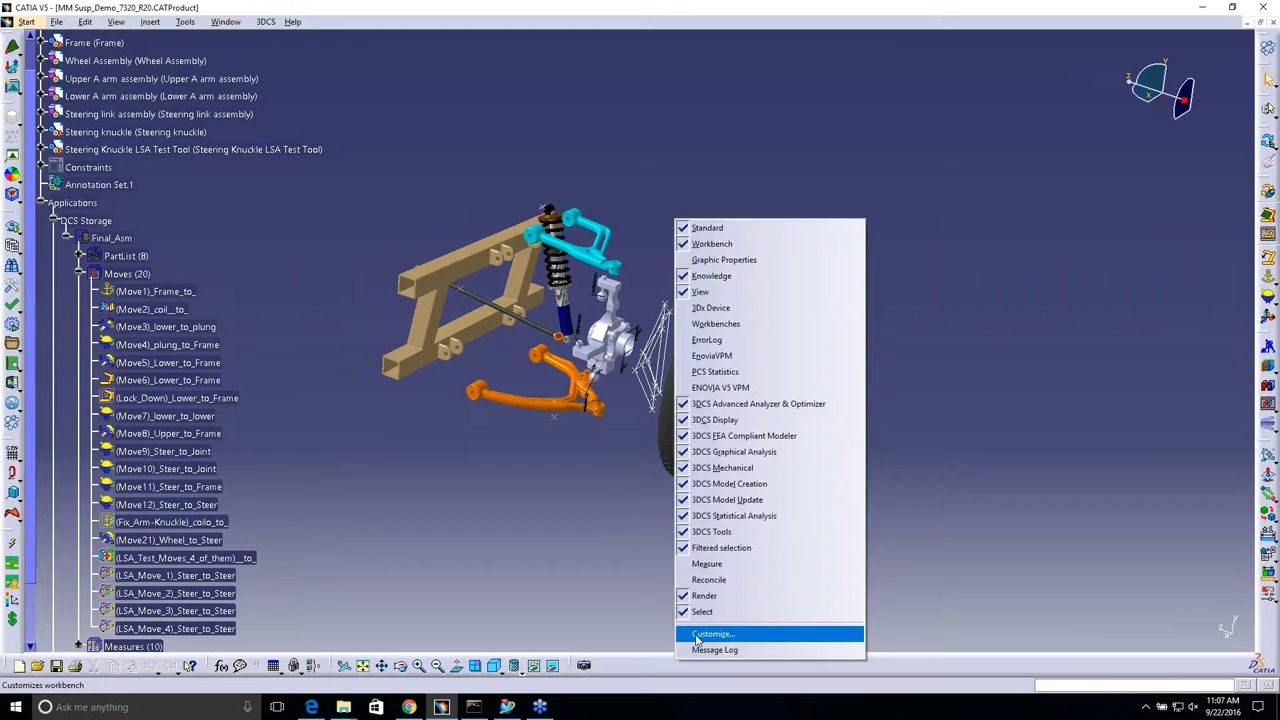 CATIA V5 - [MM Susp_Demo_7320_R20.CATProduct]
Start File Edit View Insert Tools Window 3DCS Help
Frame (Frame)
Wheel Assembly (Wheel Assembly)
Upper A arm assembly (Upper A arm assembly)
Lower A arm assembly (Lower A arm assembly)
Steering link assembly (Steering link assembly)
Steering knuckle (Steering knuckle)
Steering Knuckle LSA Test Tool (Steering Knuckle LSA Test Tool)
Constraints
Annotation Set.1
Applications
DCS Storage
Final_Asm
PartList (8)
Moves (20)
(Move1)_Frame_to_
(Move2)_coil__to_
(Move3)_lower_to_plung
(Move4)_plung_to_Frame
(Move5)_Lower_to_Frame
(Move6)_Lower_to_Frame
(Lock_Down)_Lower_to_Frame
(Move7)_lower_to_lower
(Move8)_Upper_to_Frame
(Move9)_Steer_to_Joint
(Move10)_Steer_to_Joint
(Move11)_Steer_to_Frame
(Move12)_Steer_to_Steer
(Fix_Arm-Knuckle)_coilo_to_
(Move21)_Wheel_to_Steer
(LSA_Test_Moves_4_of_them)__to_
(LSA_Move_1)_Steer_to_Steer
(LSA_Move_2)_Steer_to_Steer
(LSA_Move_3)_Steer_to_Steer
(LSA_Move_4)_Steer_to_Steer
Measures (10)
z
y
x
Standard
Workbench
Graphic Properties
Knowledge
View
3Dx Device
Workbenches
ErrorLog
EnoviaVPM
PCS Statistics
ENOVIA V5 VPM
3DCS Advanced Analyzer & Optimizer
3DCS Display
3DCS FEA Compliant Modeler
3DCS Graphical Analysis
3DCS Mechanical
3DCS Model Creation
3DCS Model Update
3DCS Statistical Analysis
3DCS Tools
Filtered selection
Measure
Reconcile
Render
Select
Customize...
Message Log
CATIA
Customizes workbench
Ask me anything
11:07 AM
9/22/2016